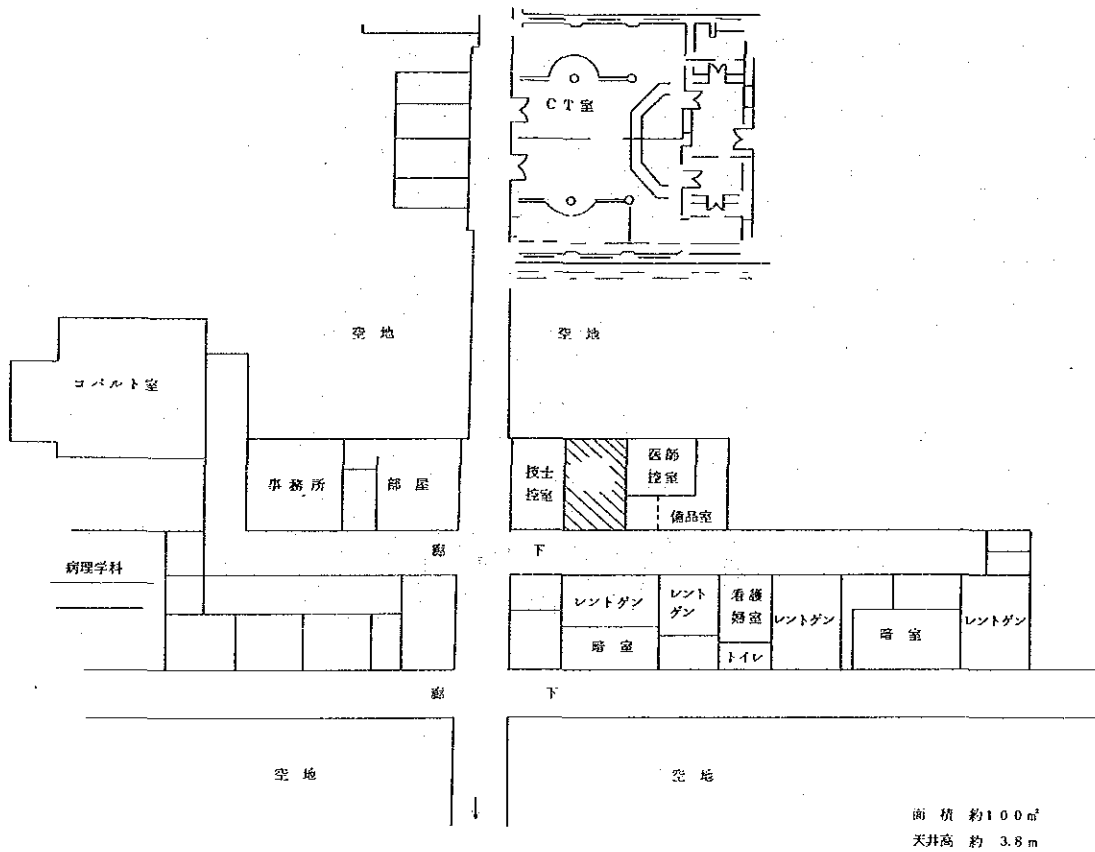 CT室
空地
空地
コバルト室
事務所
部屋
技士
控室
医師
控室
備品室
廊
下
病理学科
レントゲン
暗室
レント
ゲン
看護
婦室
トイレ
レントゲン
暗室
レントゲン
廊
下
空地
空地
面積 約100㎡
天井高 約 3.8m